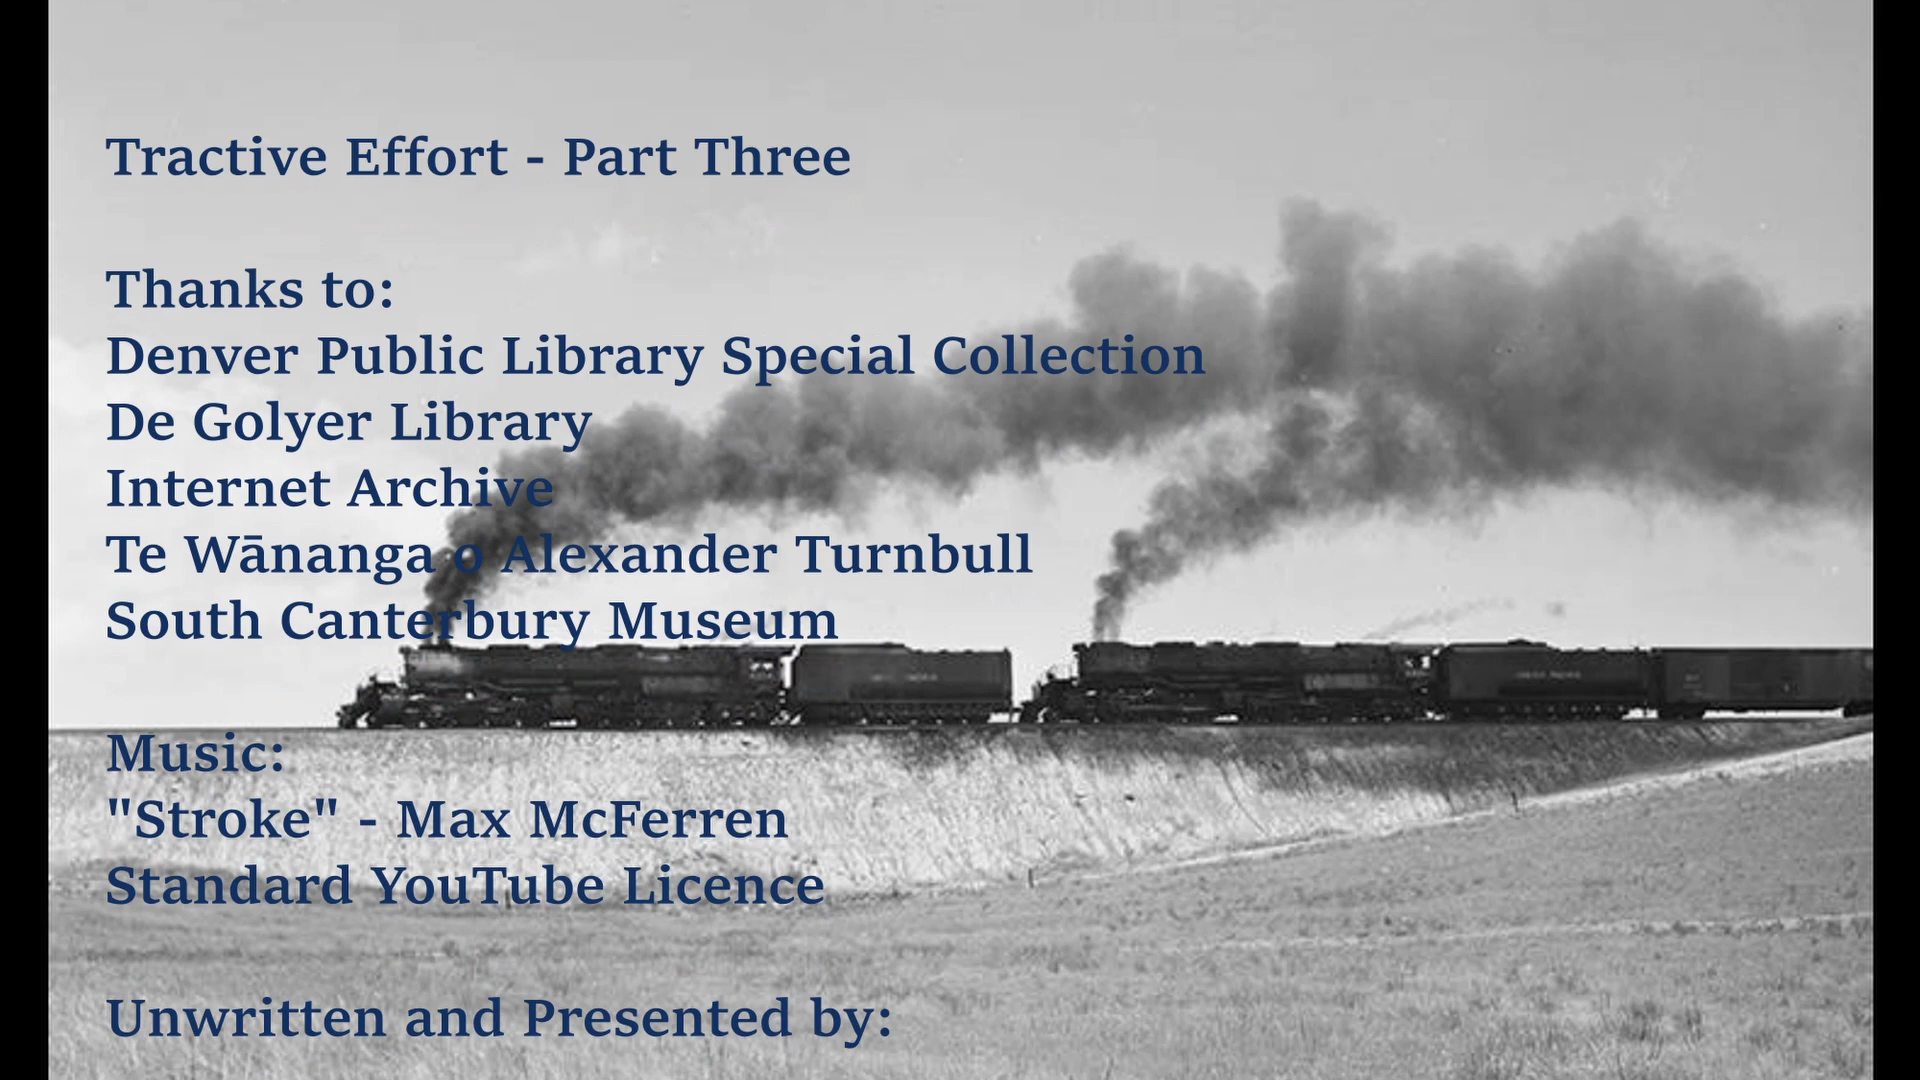 Tractive Effort - Part Three
Thanks to:
Denver Public Library Special Collection
De Golyer Library
Internet Archive
Te Wānanga o Alexander Turnbull
South Canterbury Museum
Music:
"Stroke" - Max McFerren
Standard YouTube Licence
Unwritten and Presented by: